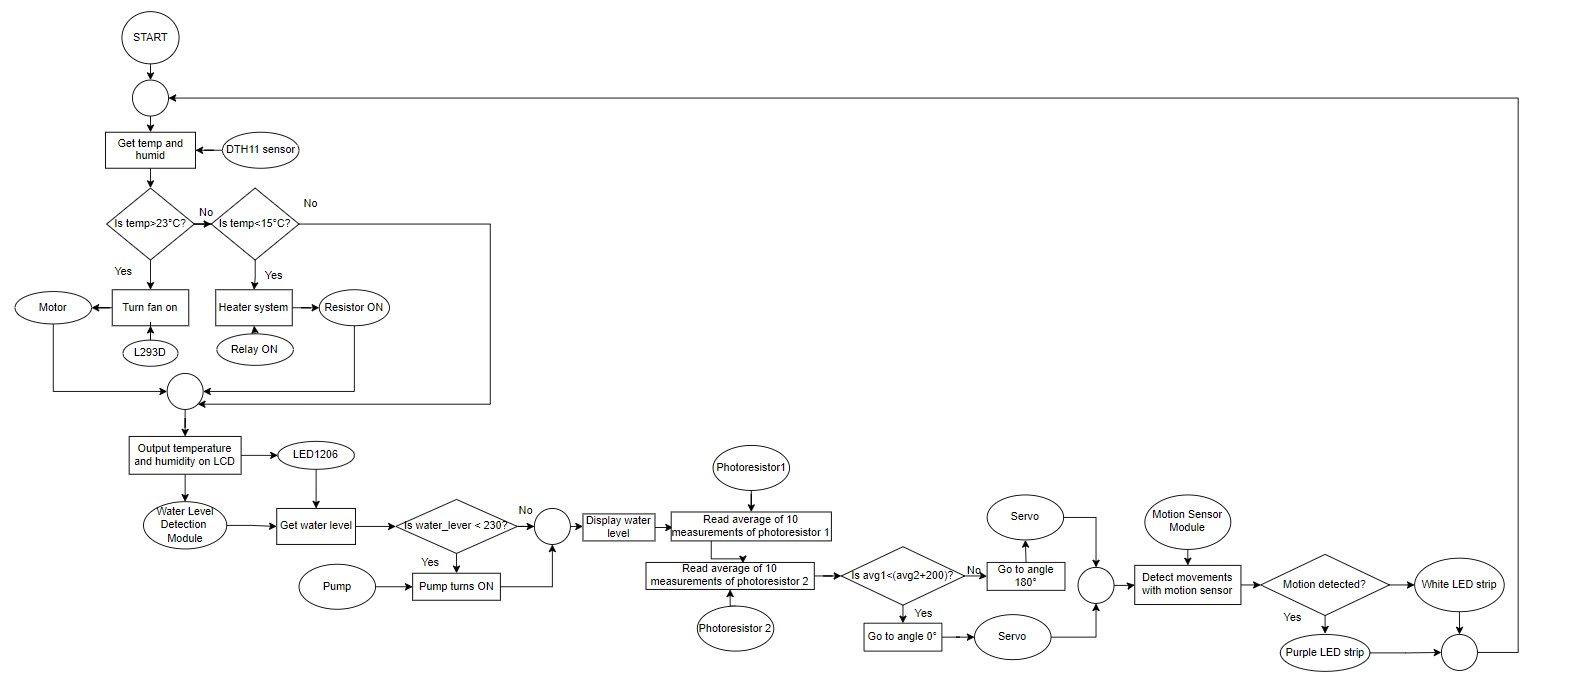 START
Get temp and
humid
DTH11 sensor
Is temp>23°C?
No
Is temp<15°C?
No
Yes
Yes
Motor
Turn fan on
Heater system
Resistor ON
L293D
Relay ON
Output temperature
and humidity on LCD
LED1206
Water Level
Detection
Module
Get water level
Is water_lever < 230?
No
Yes
Pump
Pump turns ON
Display water
level
Photoresistor1
Read average of 10
measurements of photoresistor 1
Read average of 10
measurements of photoresistor 2
Photoresistor 2
Is avg1<(avg2+200)?
No
Yes
Servo
Go to angle
180°
Go to angle 0°
Servo
Motion Sensor
Module
Detect movements
with motion sensor
Motion detected?
Yes
White LED strip
Purple LED strip